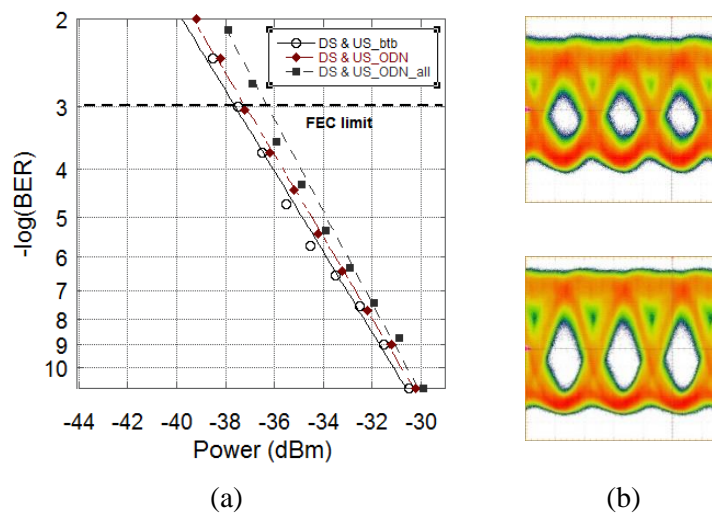 2
3
4
5
6
7
8
9
10
-log(BER)
DS & US_btb
DS & US_ODN
DS & US_ODN_all
FEC limit
-44 -42 -40 -38 -36 -34 -32 -30
Power (dBm)
(a)
(b)